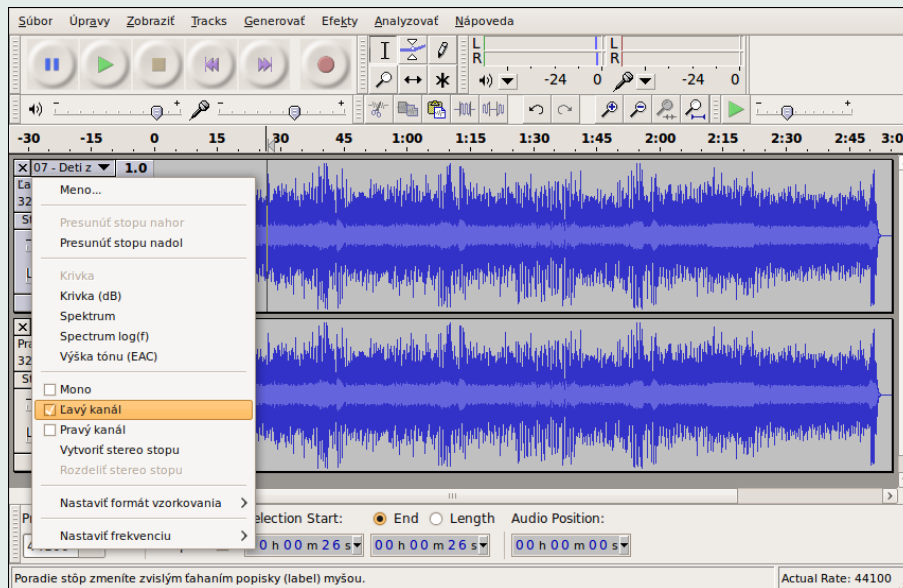 Súbor Úpravy Zobraziť Tracks Generovať Efekty Analyzovať Nápoveda
L L
R R
-24 0 -24 0
-30 -15 0 15 30 45 1:00 1:15 1:30 1:45 2:00 2:15 2:30 2:45 3:0
07 - Deti z 1.0
Meno...
Presunúť stopu nahor
Presunúť stopu nadol
Krivka
Krivka (dB)
Spektrum
Spectrum log(f)
Výška tónu (EAC)
Mono
Ľavý kanál
Pravý kanál
Vytvoriť stereo stopu
Rozdeliť stereo stopu
Nastaviť formát vzorkovania
Nastaviť frekvenciu
election Start: End Length Audio Position:
0 h 00 m 26 s 00 h 00 m 26 s 00 h 00 m 00 s
Poradie stôp zmeníte zvislým ťahaním popisky (label) myšou. Actual Rate: 44100